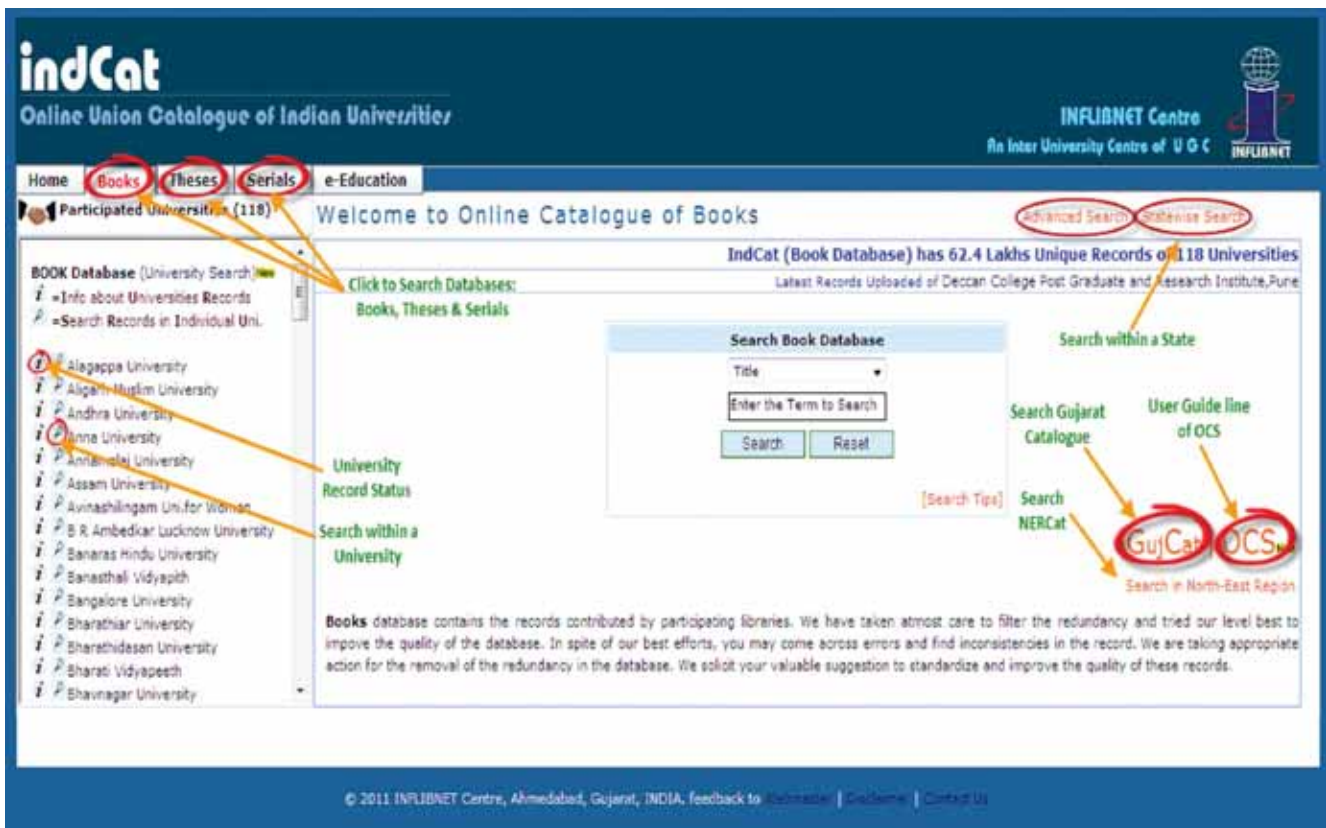 indCat
Online Union Catalogue of Indian Universities
INFLIBNET Centre
An Inter University Centre of U G C
INFLIBNET
Home Books Theses Serials e-Education
Participated Universities (118)
Welcome to Online Catalogue of Books
Advanced Search Statewise Search
IndCat (Book Database) has 62.4 Lakhs Unique Records of 118 Universities
Latest Records Uploaded of Deccan College Post Graduate and Research Institute,Pune
BOOK Database (University Search) New
i =Info about Universities Records
=Search Records in Individual Uni.
i Alagappa University
i Aligarh Muslim University
i Andhra University
i Anna University
i Annamalai University
i Assam University
i Avinashilingam Uni.for Woman
i B R Ambedkar Lucknow University
i Banaras Hindu University
i Banasthali Vidyapith
i Bangalore University
i Bharathiar University
i Bharathidasan University
i Bharati Vidyapeeth
i Bhavnagar University
Click to Search Databases:
Books, Theses & Serials
University
Record Status
Search within a
University
Search Book Database
Title
Enter the Term to Search
Search Reset
[Search Tips]
Search within a State
Search Gujarat
Catalogue
User Guide line
of OCS
Search
NERCat
GujCat OCS
Search in North-East Region
Books database contains the records contributed by participating libraries. We have taken atmost care to filter the redundancy and tried our level best to
impove the quality of the database. In spite of our best efforts, you may come across errors and find inconsistencies in the record. We are taking appropriate
action for the removal of the redundancy in the database. We solicit your valuable suggestion to standardize and improve the quality of these records.
© 2011 INFLIBNET Centre, Ahmedabad, Gujarat, INDIA. feedback to Webmaster | Disclaimer | Contact Us